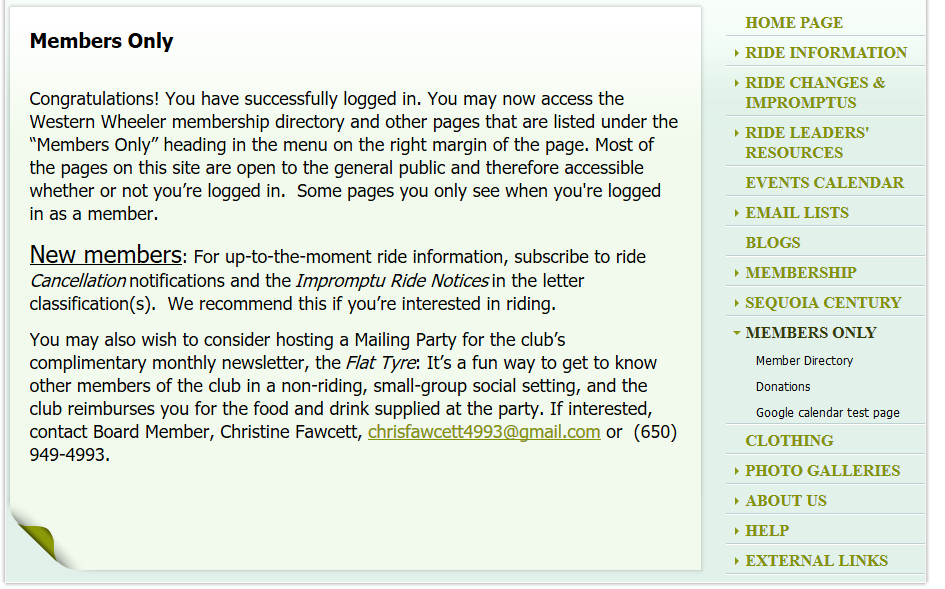 Members Only
Congratulations! You have successfully logged in. You may now access the
Western Wheeler membership directory and other pages that are listed under the
“Members Only” heading in the menu on the right margin of the page. Most of
the pages on this site are open to the general public and therefore accessible
whether or not you’re logged in.  Some pages you only see when you're logged
in as a member.
New members: For up-to-the-moment ride information, subscribe to ride
Cancellation notifications and the Impromptu Ride Notices in the letter
classification(s).  We recommend this if you’re interested in riding.
You may also wish to consider hosting a Mailing Party for the club’s
complimentary monthly newsletter, the Flat Tyre: It’s a fun way to get to know
other members of the club in a non-riding, small-group social setting, and the
club reimburses you for the food and drink supplied at the party. If interested,
contact Board Member, Christine Fawcett, chrisfawcett4993@gmail.com or  (650)
949-4993.
HOME PAGE
RIDE INFORMATION
RIDE CHANGES &
IMPROMPTUS
RIDE LEADERS'
RESOURCES
EVENTS CALENDAR
EMAIL LISTS
BLOGS
MEMBERSHIP
SEQUOIA CENTURY
MEMBERS ONLY
Member Directory
Donations
Google calendar test page
CLOTHING
PHOTO GALLERIES
ABOUT US
HELP
EXTERNAL LINKS